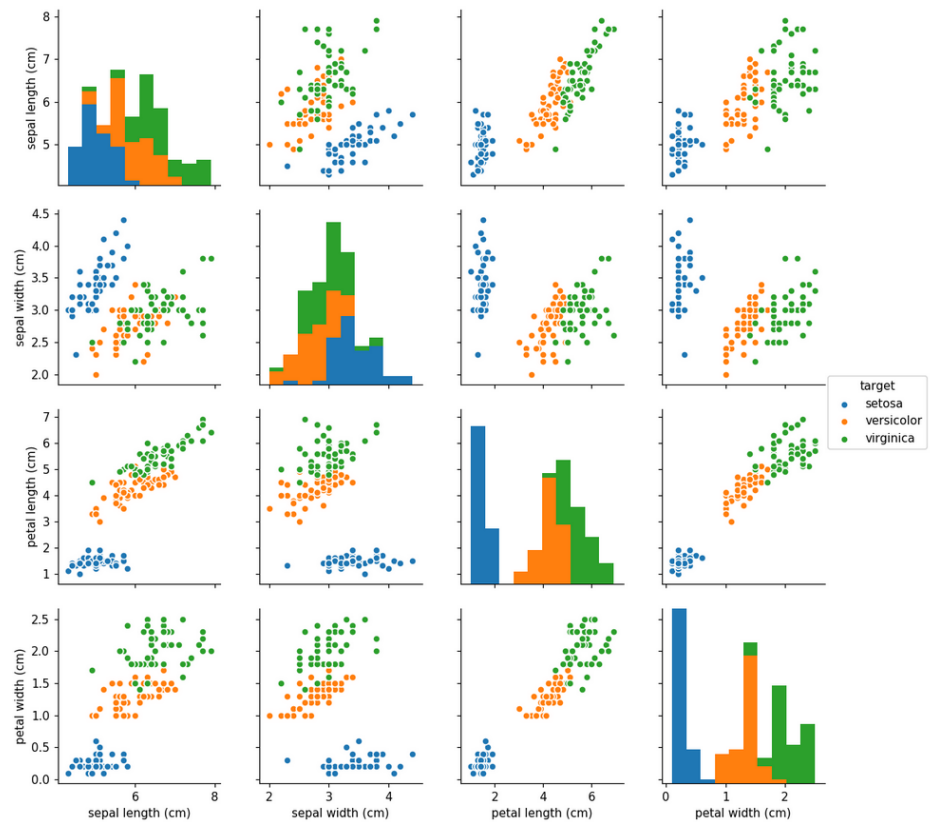 8
7
6
5
sepal length (cm)
4.5
4.0
3.5
3.0
2.5
2.0
sepal width (cm)
target
setosa
versicolor
virginica
7
6
5
4
3
2
1
petal length (cm)
2.5
2.0
1.5
1.0
0.5
0.0
petal width (cm)
6 8
2 3 4
2 4 6
0 1 2
sepal length (cm)
sepal width (cm)
petal length (cm)
petal width (cm)